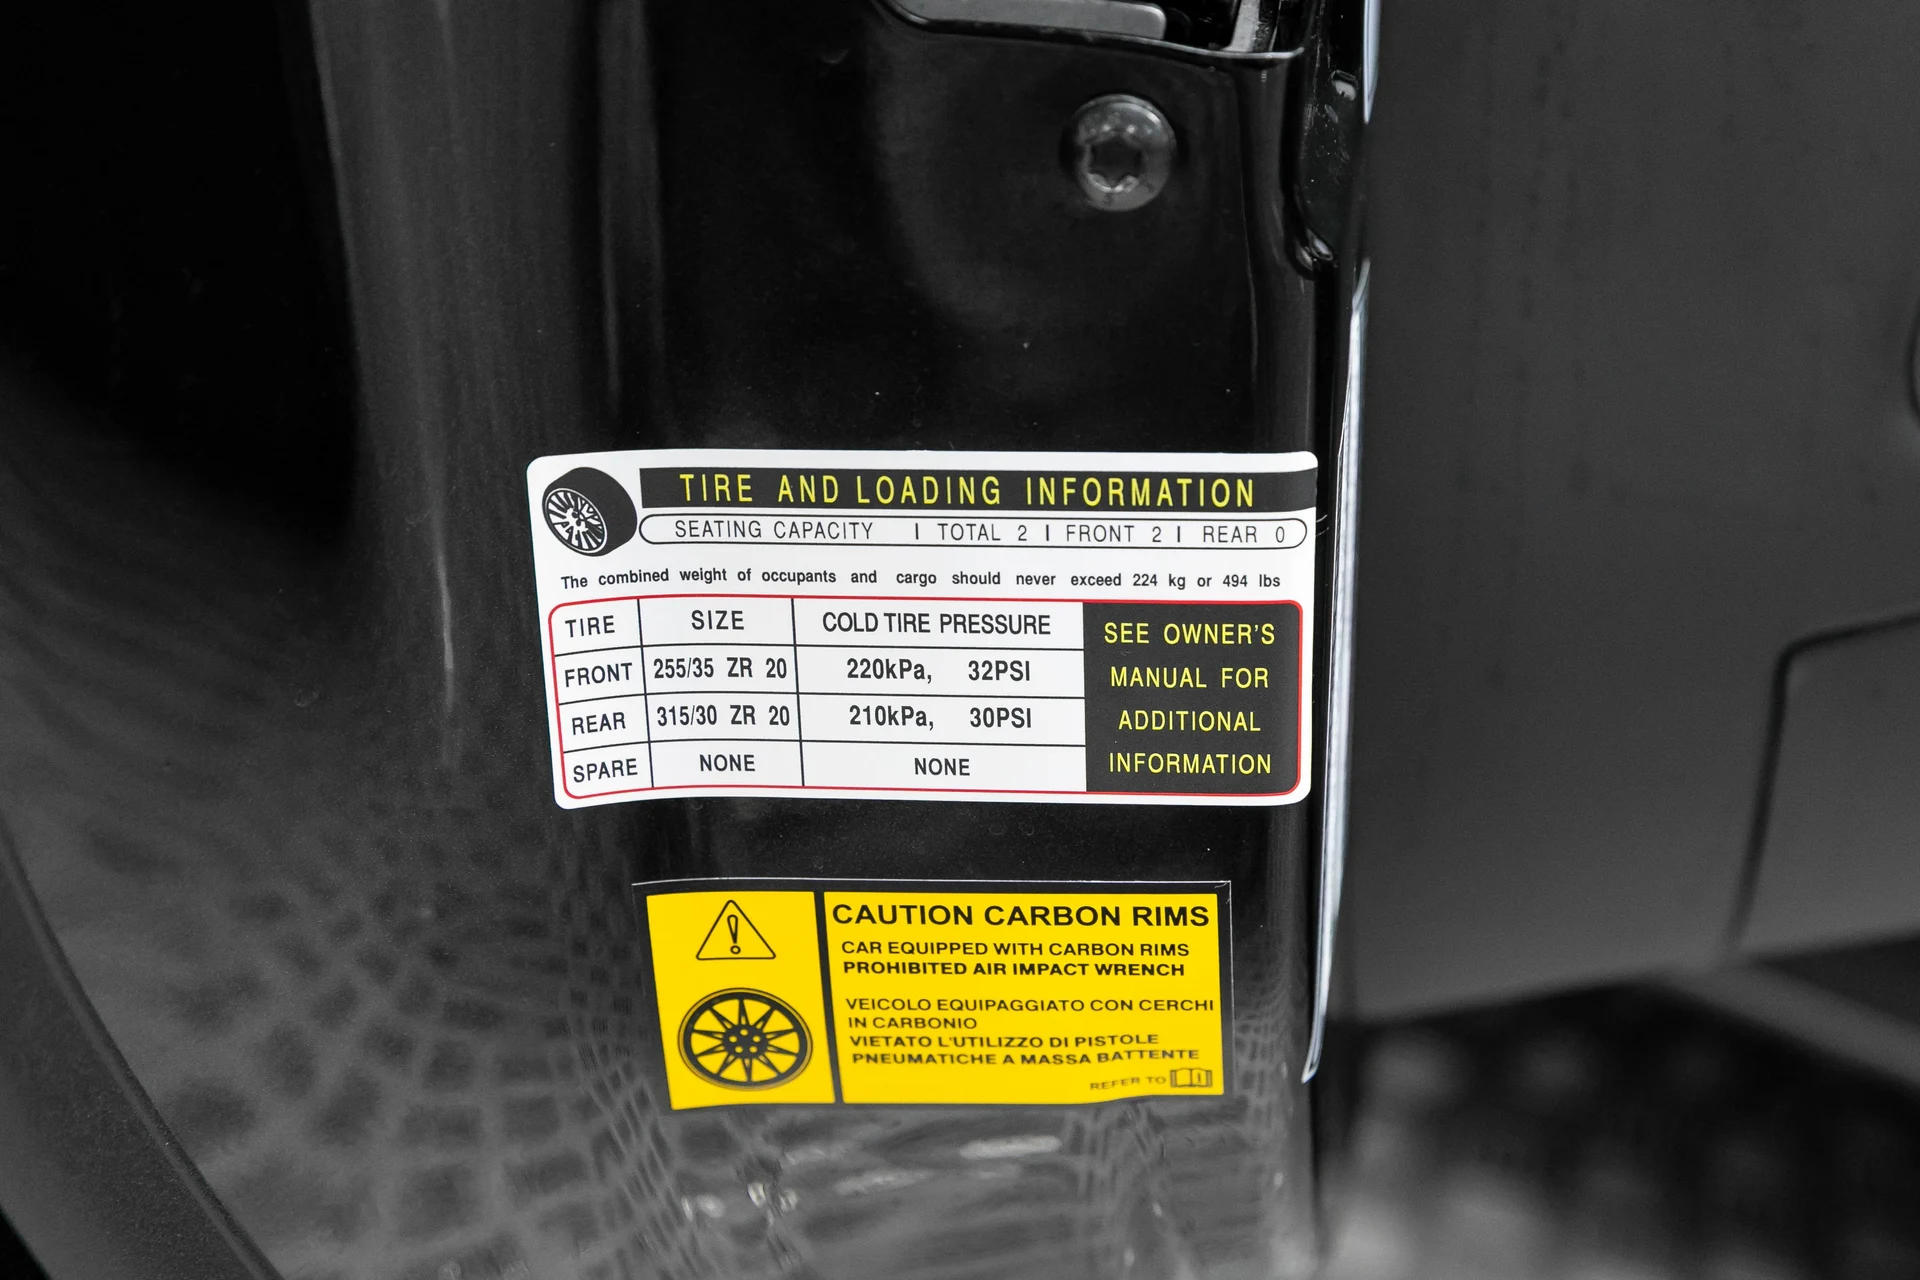 TIRE AND LOADING INFORMATION
SEATING CAPACITY I TOTAL 2 I FRONT 2 I REAR 0
The combined weight of occupants and cargo should never exceed 224 kg or 494 lbs
TIRE SIZE COLD TIRE PRESSURE
FRONT 255/35 ZR 20 220kPa, 32PSI
REAR 315/30 ZR 20 210kPa, 30PSI
SPARE NONE NONE
SEE OWNER'S
MANUAL FOR
ADDITIONAL
INFORMATION
CAUTION CARBON RIMS
CAR EQUIPPED WITH CARBON RIMS
PROHIBITED AIR IMPACT WRENCH
VEICOLO EQUIPAGGIATO CON CERCHI
IN CARBONIO
VIETATO L'UTILIZZO DI PISTOLE
PNEUMATICHE A MASSA BATTENTE
REFER TO